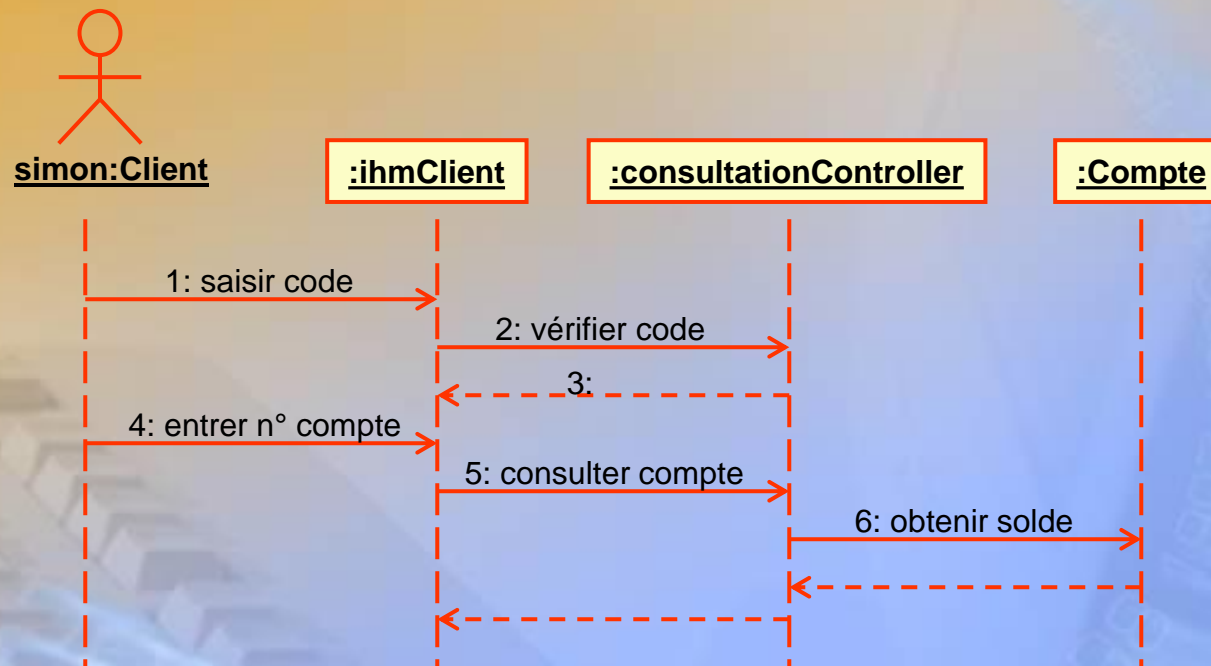 simon:Client
:ihmClient
:consultationController
:Compte
1: saisir code
2: vérifier code
3:
4: entrer n° compte
5: consulter compte
6: obtenir solde